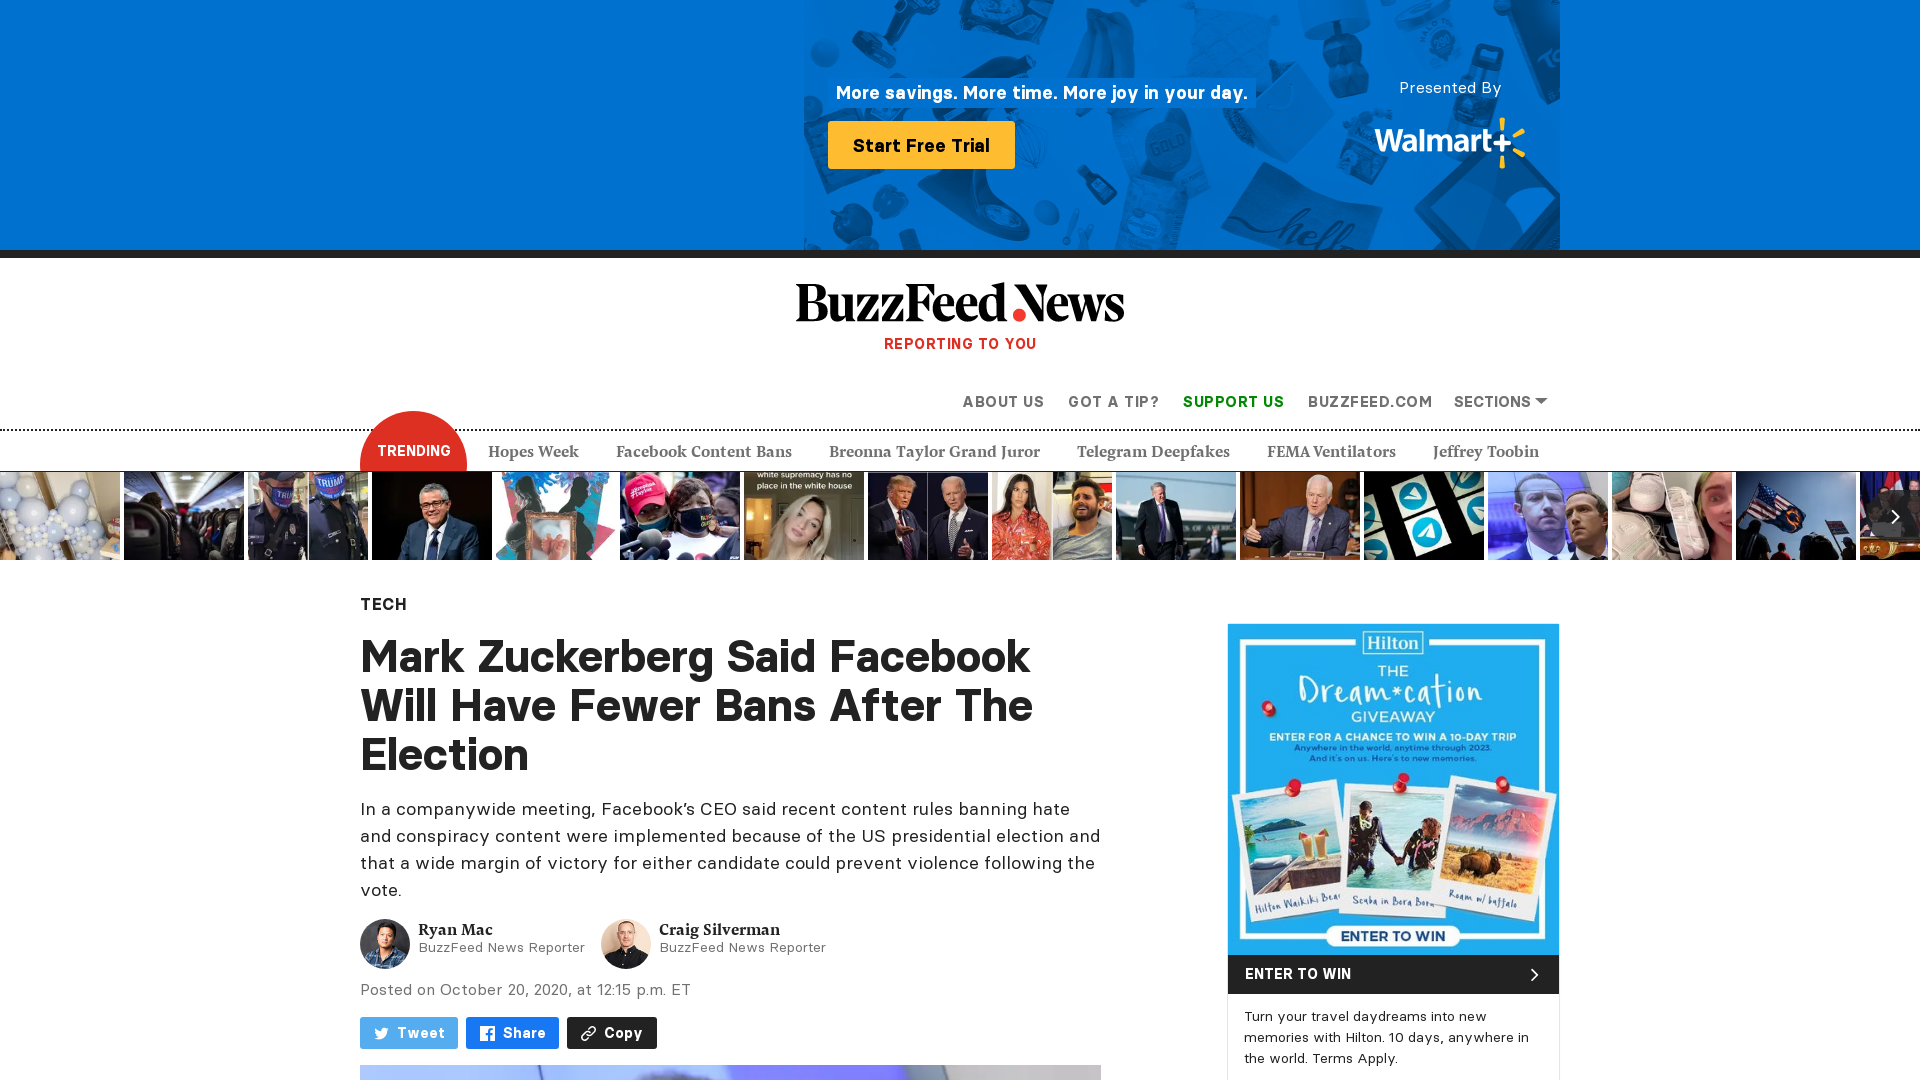 More savings. More time. More joy in your day.
Start Free Trial
Presented By
Walmart+
BuzzFeed News
REPORTING TO YOU
ABOUT US GOT A TIP? SUPPORT US BUZZFEED.COM SECTIONS
TRENDING Hopes Week Facebook Content Bans Breonna Taylor Grand Juror Telegram Deepfakes FEMA Ventilators Jeffrey Toobin
TRUMP
white supremacy has no
place in the white house
TECH
Mark Zuckerberg Said Facebook
Will Have Fewer Bans After The
Election
In a companywide meeting, Facebook’s CEO said recent content rules banning hate
and conspiracy content were implemented because of the US presidential election and
that a wide margin of victory for either candidate could prevent violence following the
vote.
Ryan Mac
BuzzFeed News Reporter
Craig Silverman
BuzzFeed News Reporter
Posted on October 20, 2020, at 12:15 p.m. ET
Tweet Share Copy
Hilton
THE
Dream*cation
GIVEAWAY
ENTER FOR A CHANCE TO WIN A 10-DAY TRIP
Anywhere in the world, anytime through 2023.
And it's on us. Here's to new memories.
Hilton Waikiki Beach
Scuba in Bora Bora
Roam w/ buffalo
ENTER TO WIN
ENTER TO WIN
Turn your travel daydreams into new
memories with Hilton. 10 days, anywhere in
the world. Terms Apply.